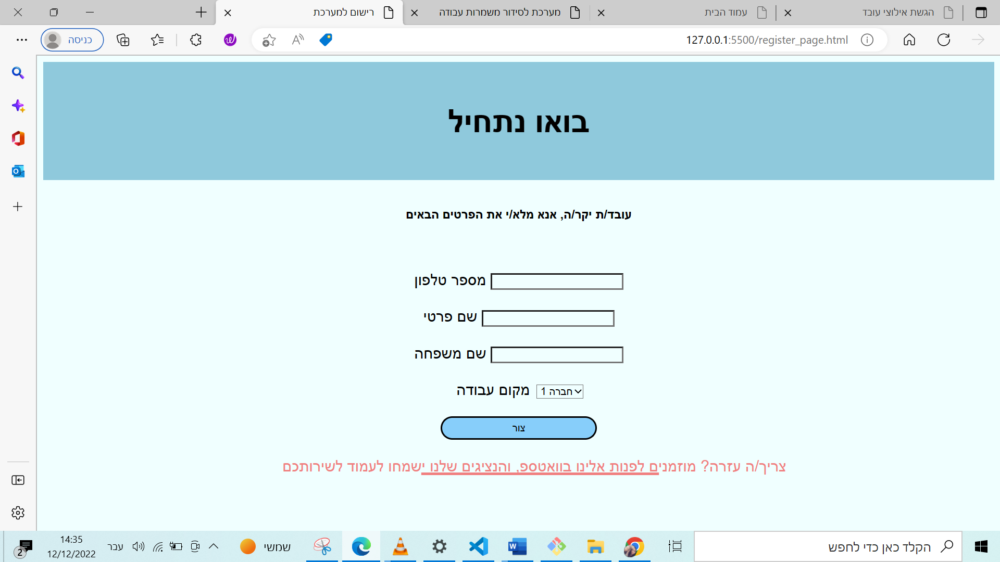 הגשת אילוצי עובד
עמוד הבית
מערכת לסידור משמרות עבודה
רישום למערכת
127.0.0.1:5500/register_page.html
כניסה
בואו נתחיל
עובד/ת יקר/ה, אנא מלא/י את הפרטים הבאים
מספר טלפון
שם פרטי
שם משפחה
מקום עבודה
חברה 1
צור
צריך/ה עזרה? מוזמנים לפנות אלינו בוואטספ, והנציגים שלנו ישמחו לעמוד לשירותכם
הקלד כאן כדי לחפש
שמשי
עבר
14:35
12/12/2022
2